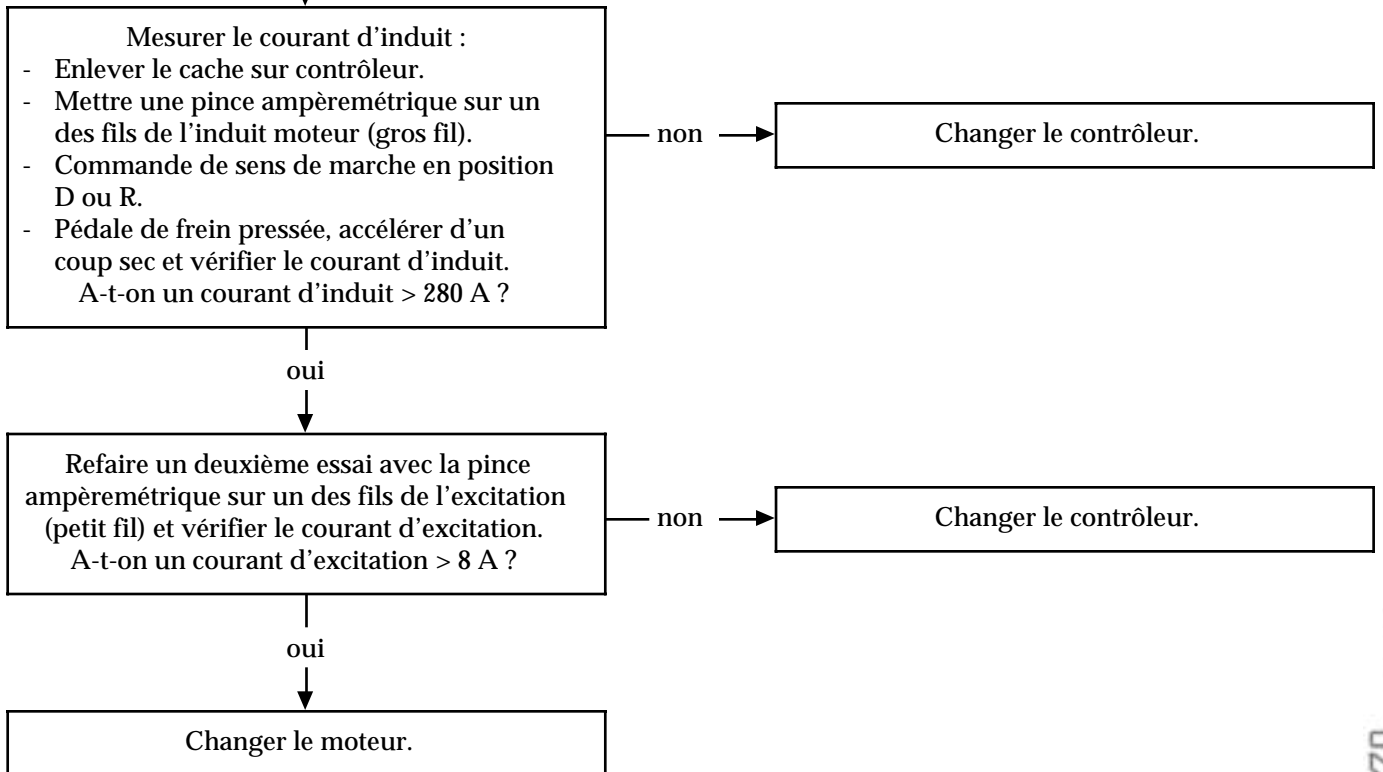 Mesurer le courant d'induit :
- Enlever le cache sur contrôleur.
- Mettre une pince ampèremétrique sur un
des fils de l'induit moteur (gros fil).
- Commande de sens de marche en position
D ou R.
- Pédale de frein pressée, accélérer d'un
coup sec et vérifier le courant d'induit.
A-t-on un courant d'induit > 280 A ?
non
Changer le contrôleur.
oui
Refaire un deuxième essai avec la pince
ampèremétrique sur un des fils de l'excitation
(petit fil) et vérifier le courant d'excitation.
A-t-on un courant d'excitation > 8 A ?
non
Changer le contrôleur.
oui
Changer le moteur.